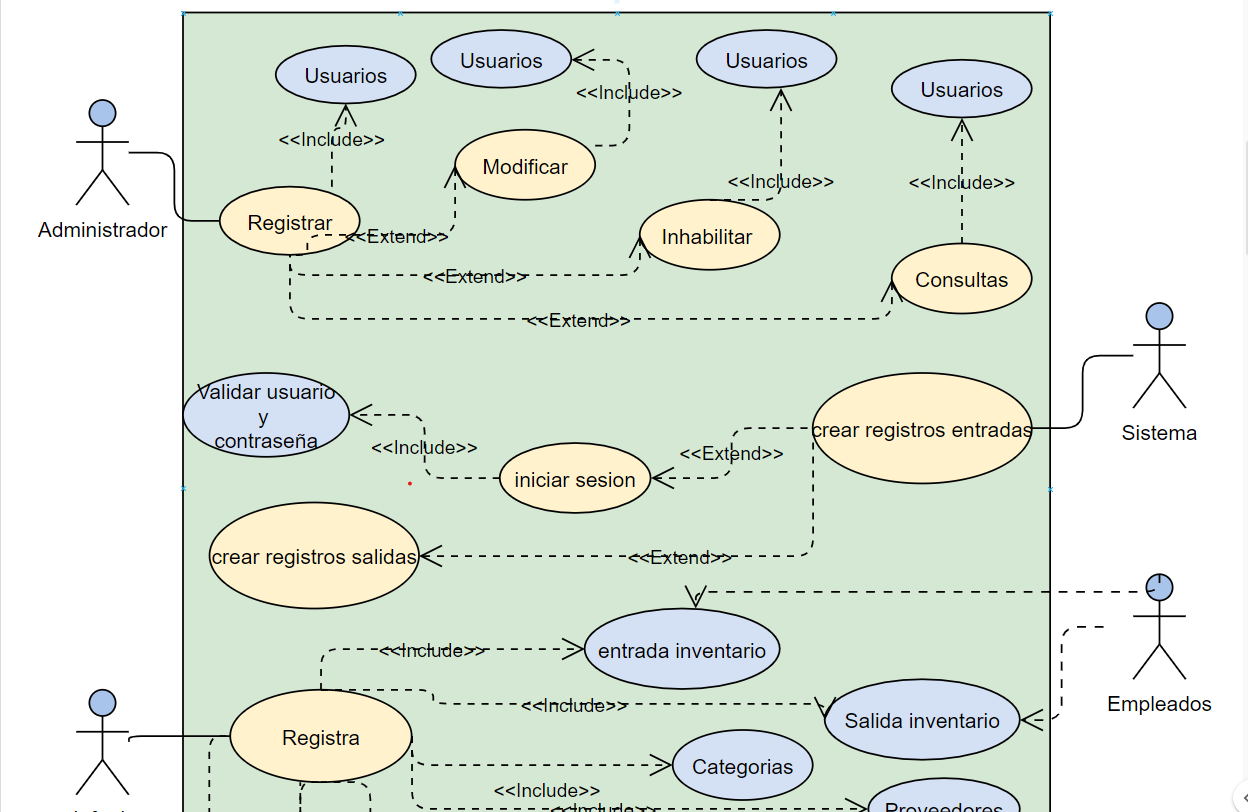 Usuarios
Usuarios
Usuarios
Usuarios
<<Include>>
<<Include>>
<<Include>>
<<Include>>
Modificar
Registrar
<<Extend>>
Inhabilitar
Administrador
<<Extend>>
Consultas
<<Extend>>
Validar usuario
y
contraseña
<<Include>>
<<Extend>>
crear registros entradas
Sistema
iniciar sesion
crear registros salidas
<<Extend>>
<<Include>>
entrada inventario
<<Include>>
Salida inventario
Empleados
Registra
Categorias
<<Include>>
<<Include>>
Proveedores